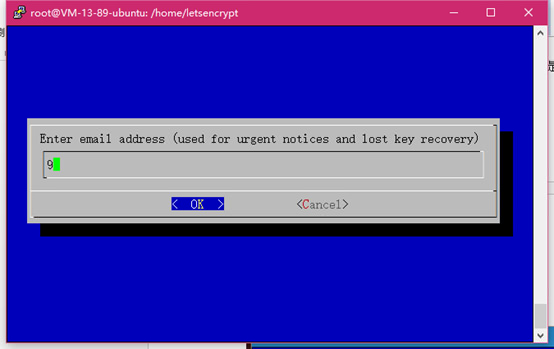 root@VM-13-89-ubuntu: /home/letsencrypt
Enter email address (used for urgent notices and lost key recovery)
9
< OK > <Cancel>